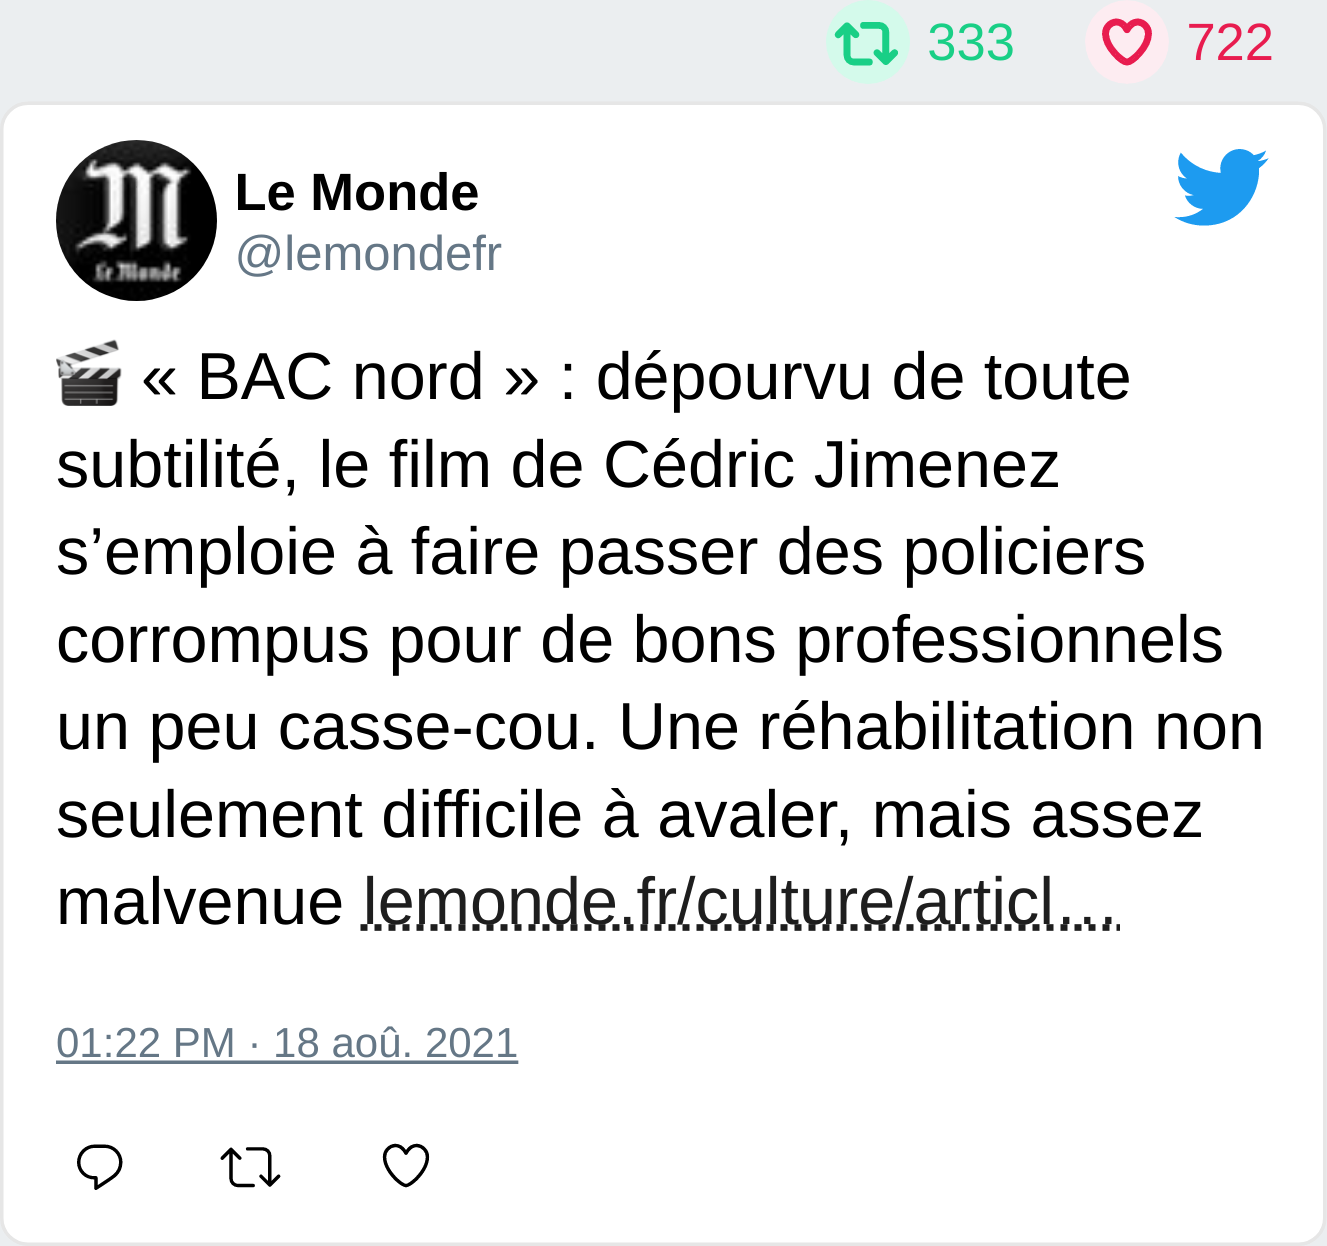 333 722
Le Monde
Le Monde
@lemondefr
🎬 « BAC nord » : dépourvu de toute
subtilité, le film de Cédric Jimenez
s’emploie à faire passer des policiers
corrompus pour de bons professionnels
un peu casse-cou. Une réhabilitation non
seulement difficile à avaler, mais assez
malvenue lemonde.fr/culture/articl…
01:22 PM · 18 aoû. 2021